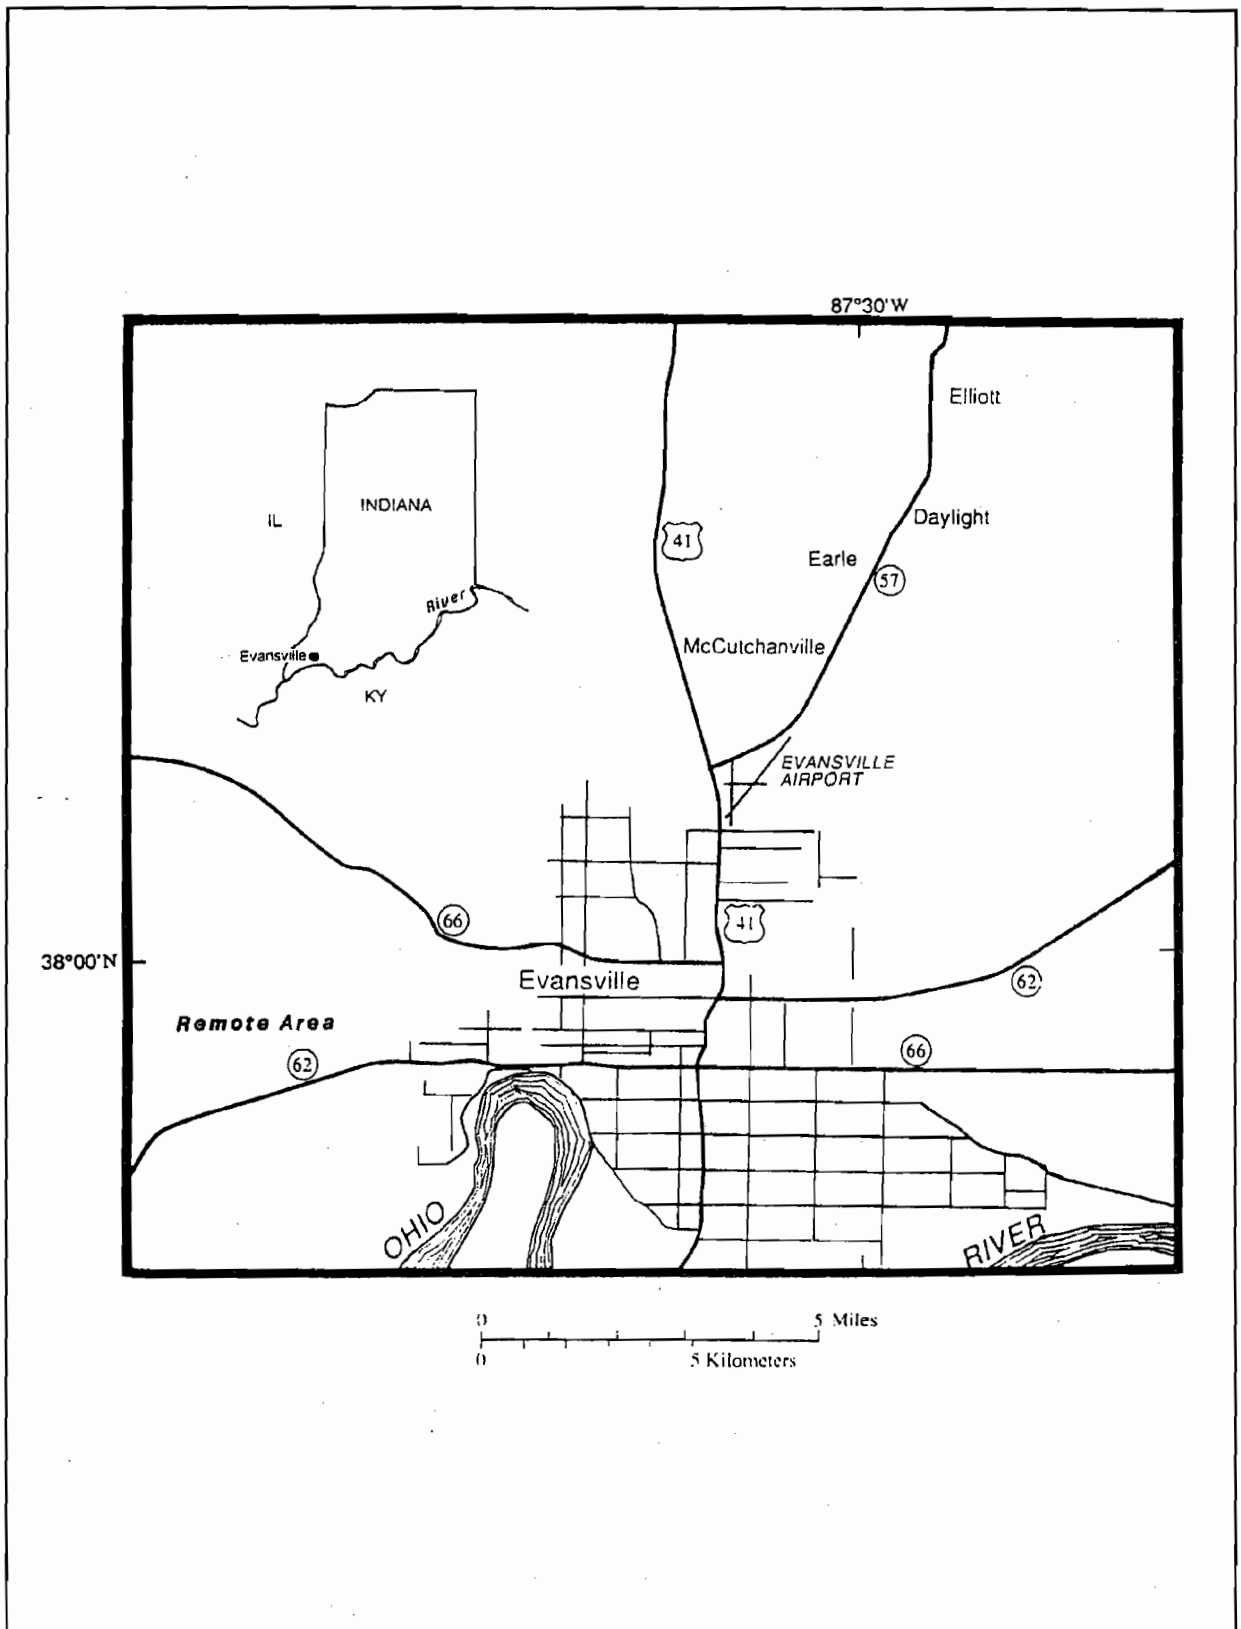 87°30'W
Elliott
INDIANA
IL
Daylight
41
Earle
57
River
McCutchanville
Evansville
KY
EVANSVILLE
AIRPORT
66
41
38°00'N
Evansville
62
Remote Area
62
66
OHIO
RIVER
0 5 Miles
0 5 Kilometers